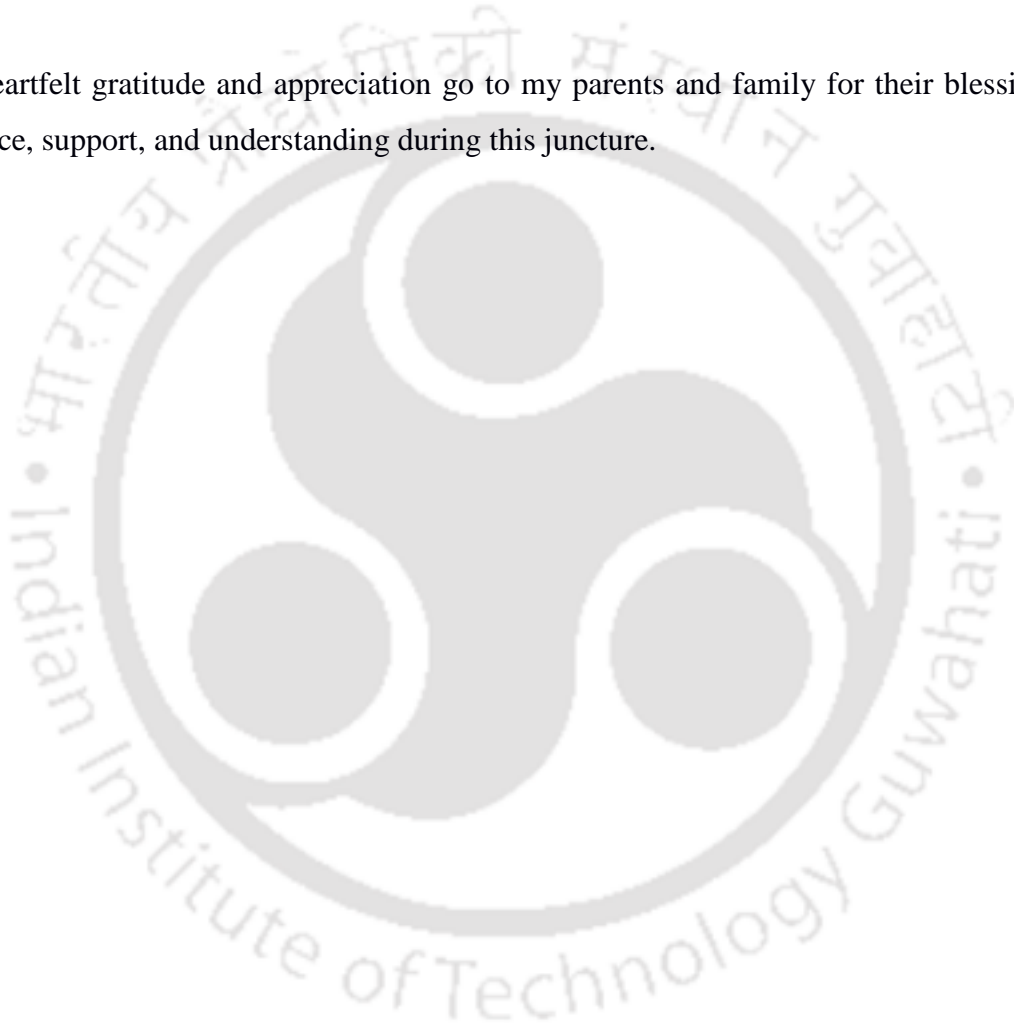 eartfelt gratitude and appreciation go to my parents and family for their blessi
ce, support, and understanding during this juncture.
भारतीय प्रौद्योगिकी संस्थान गुवाहाटी
Indian Institute of Technology Guwahati